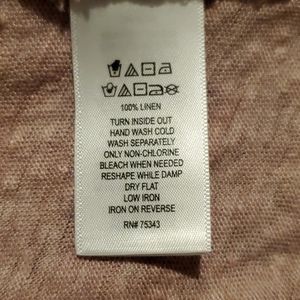 100% LINEN
TURN INSIDE OUT
HAND WASH COLD
WASH SEPARATELY
ONLY NON-CHLORINE
BLEACH WHEN NEEDED
RESHAPE WHILE DAMP
DRY FLAT
LOW IRON
IRON ON REVERSE
RN# 75343